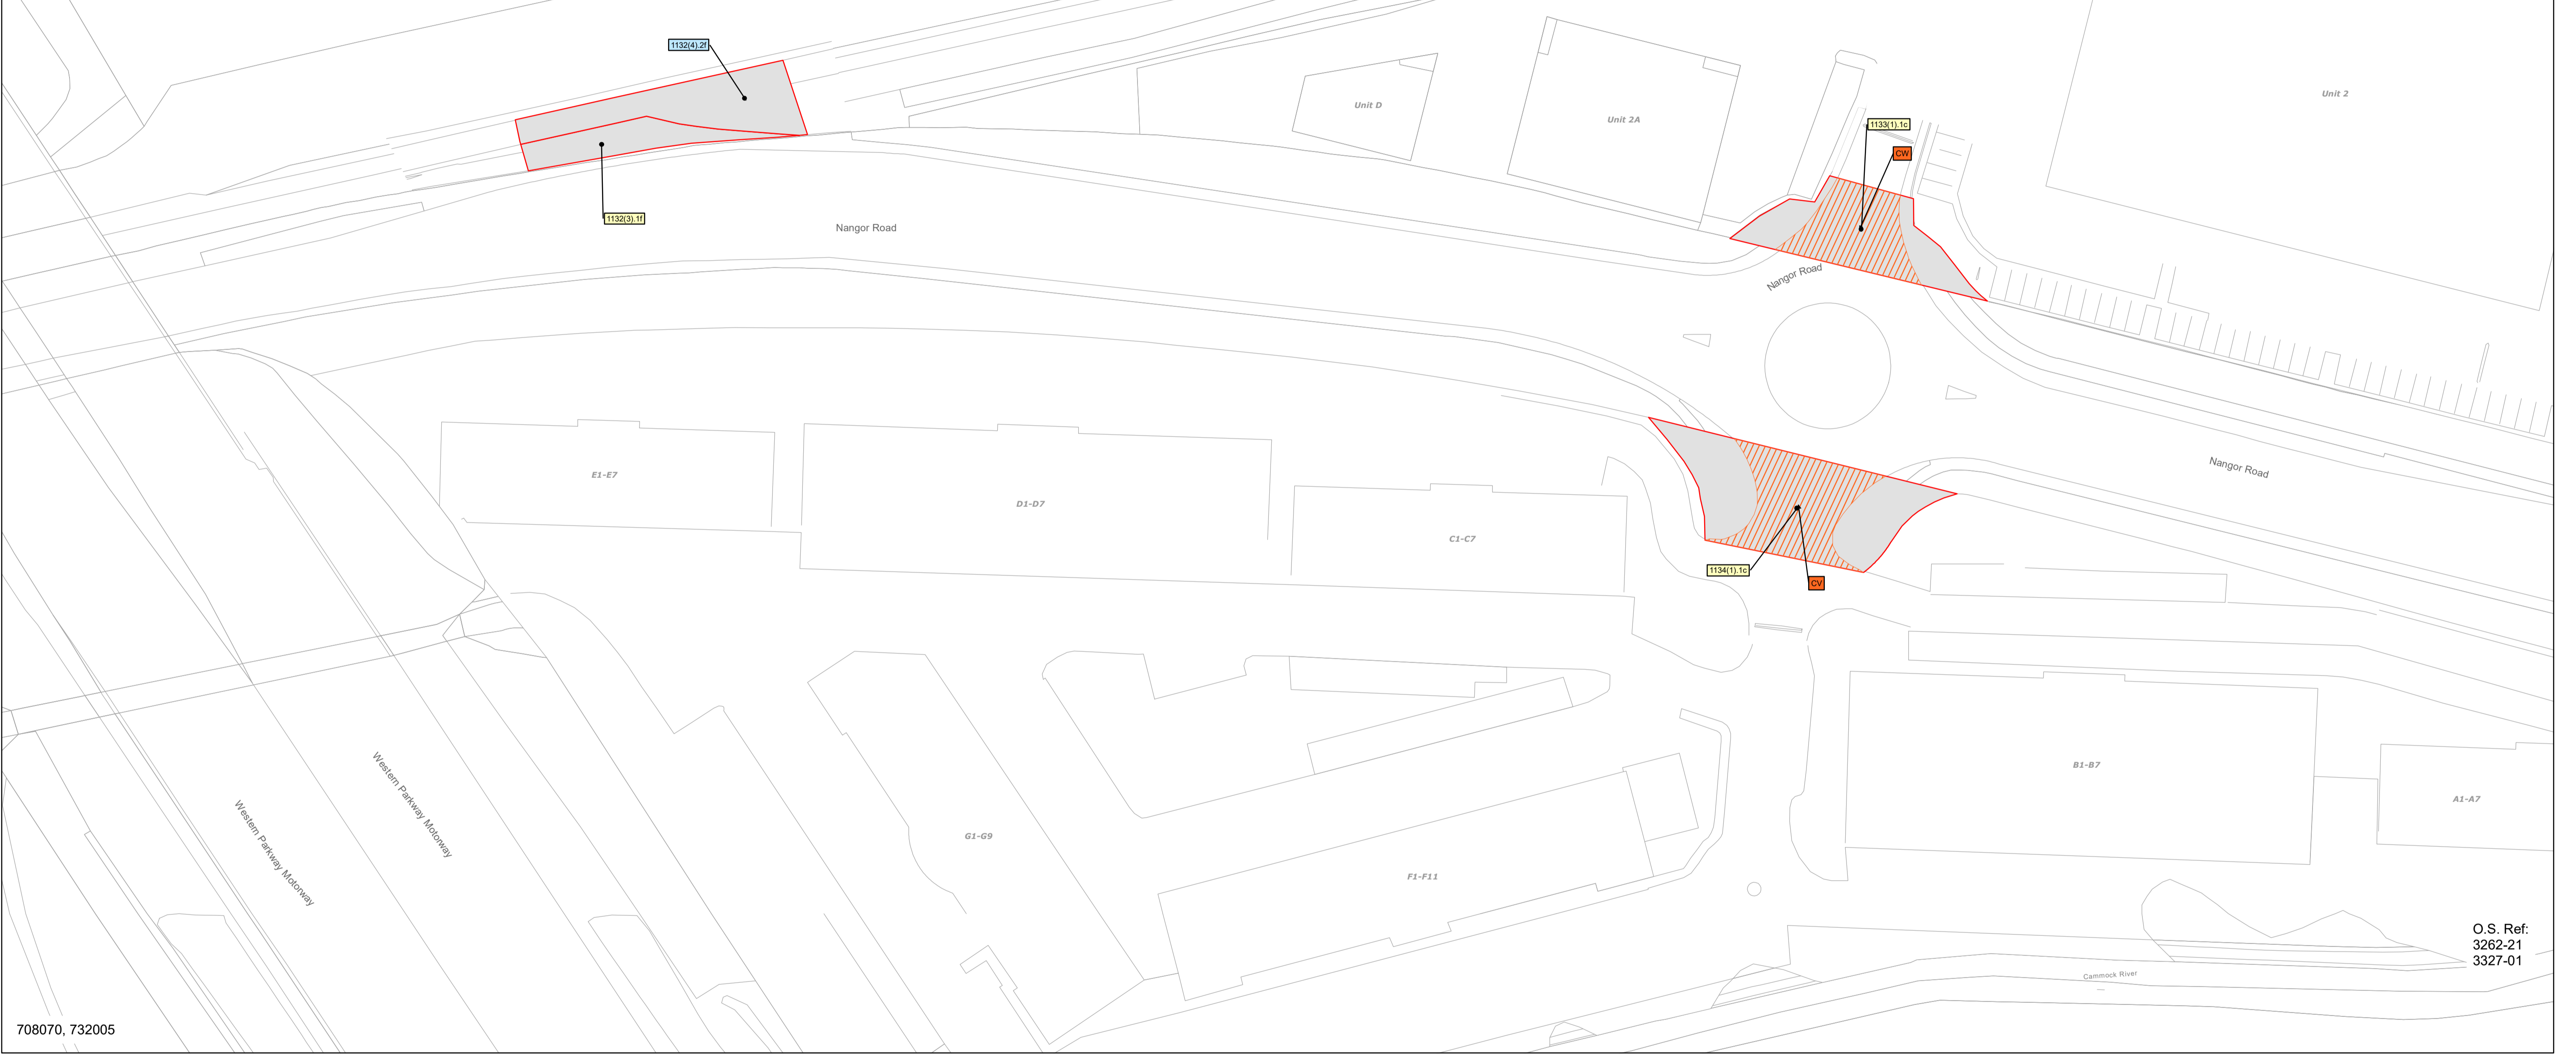 1132(4).2f
Unit D
Unit 2A
Unit 2
1133(1).1c
CW
1132(3).1f
Nangor Road
Nangor Road
Nangor Road
E1-E7
D1-D7
C1-C7
1134(1).1c
CV
Western Parkway Motorway
Western Parkway Motorway
G1-G9
F1-F11
B1-B7
A1-A7
O.S. Ref:
3262-21
3327-01
Cammock River
708070, 732005